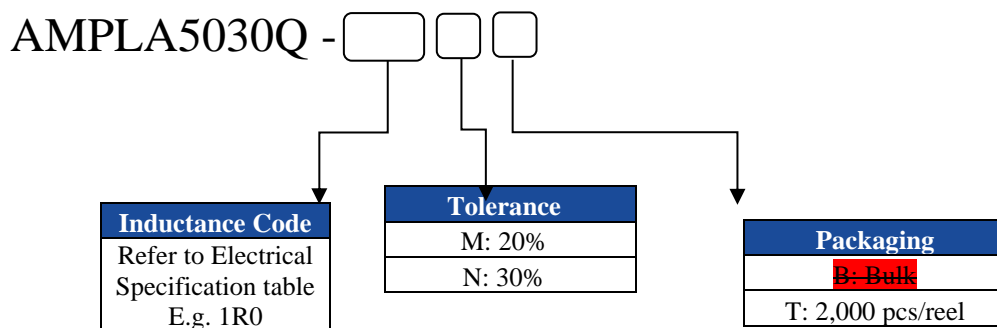 AMPLA5030Q -
Inductance Code
Refer to Electrical
Specification table
E.g. 1R0
Tolerance
M: 20%
N: 30%
Packaging
B: Bulk
T: 2,000 pcs/reel